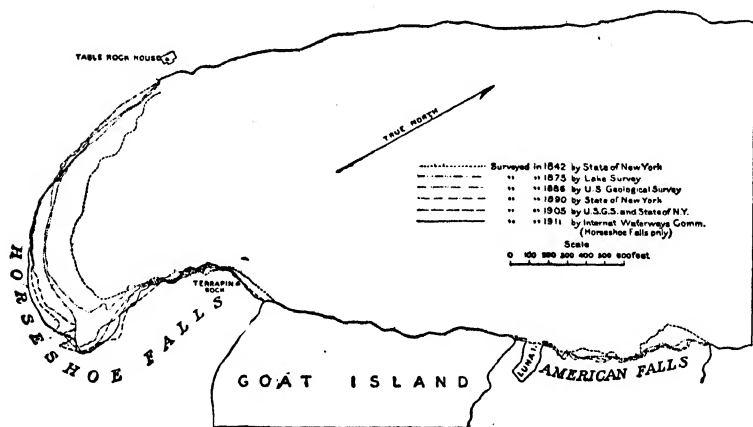 TABLE ROCK HOUSE
TRUE NORTH
Surveyed in 1842 by State of New York
" " 1875 by Lake Survey
" " 1886 by U.S Geological Survey
" " 1890 by State of New York
" " 1905 by U.S.G.S. and State of N.Y.
" " 1911 by Internat Waterways Comm.
(Horseshoe Falls only)
Scale
0 100 200 300 400 500 600 feet
HORSESHOE FALLS
TERRAPIN
ROCK
GOAT ISLAND
LUNA I.
AMERICAN FALLS